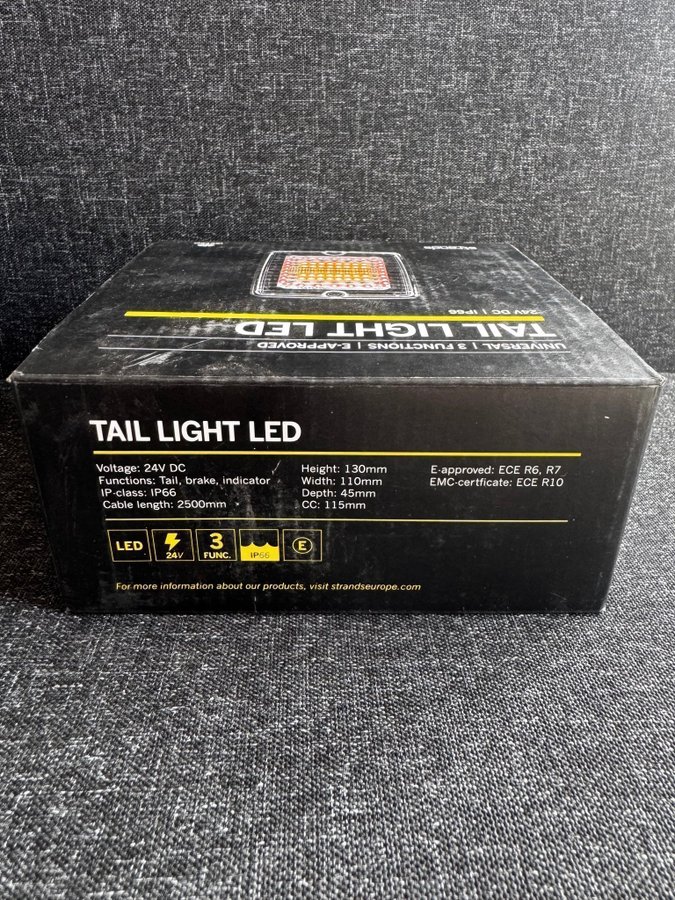 strands
24V DC | IP66
TAIL LIGHT LED
UNIVERSAL | 3 FUNCTIONS | E-APPROVED
TAIL LIGHT LED
Voltage: 24V DC
Functions: Tail, brake, indicator
IP-class: IP66
Cable length: 2500mm
Height: 130mm
Width: 110mm
Depth: 45mm
CC: 115mm
E-approved: ECE R6, R7
EMC-certficate: ECE R10
LED
24V
3
FUNC.
IP66
E
For more information about our products, visit strandseurope.com